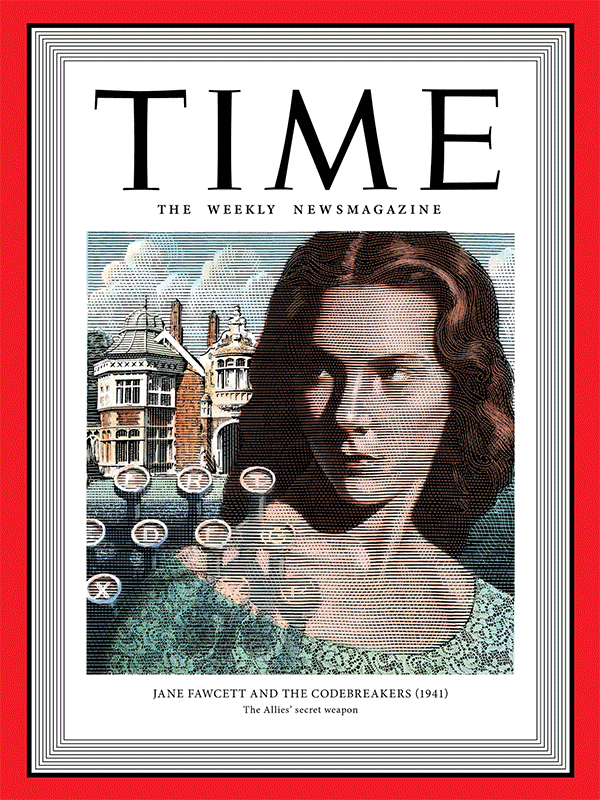 TIME
THE WEEKLY NEWSMAGAZINE
E R T
D
X
JANE FAWCETT AND THE CODEBREAKERS (1941)
The Allies’ secret weapon